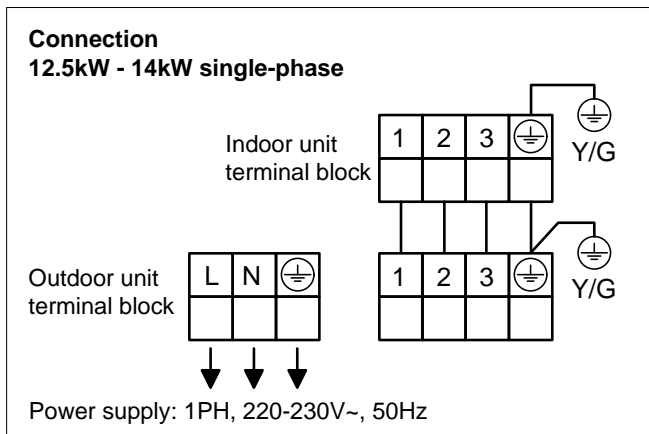 Connection
12.5kW - 14kW single-phase
Indoor unit
terminal block
1 2 3
Y/G
Outdoor unit
terminal block
L N
1 2 3
Y/G
Power supply: 1PH, 220-230V~, 50Hz